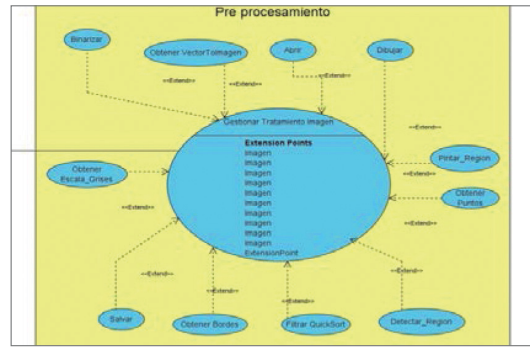 Pre procesamiento
Binarizar
Obtener VectorToImagen
Abrir
Dibujar
<<Extend>>
<<Extend>>
<<Extend>>
<<Extend>>
Gestionar Tratamiento Imagen
Extension Points
Imagen
Imagen
Imagen
Imagen
Imagen
Imagen
Imagen
Imagen
Imagen
Imagen
ExtensionPoint
Obtener
Escala_Grises
<<Extend>>
Pintar_Region
<<Extend>>
Obtener
Puntos
<<Extend>>
<<Extend>>
<<Extend>>
<<Extend>>
<<Extend>>
Salvar
Obtener Bordes
Filtrar QuickSort
Detectar_Region